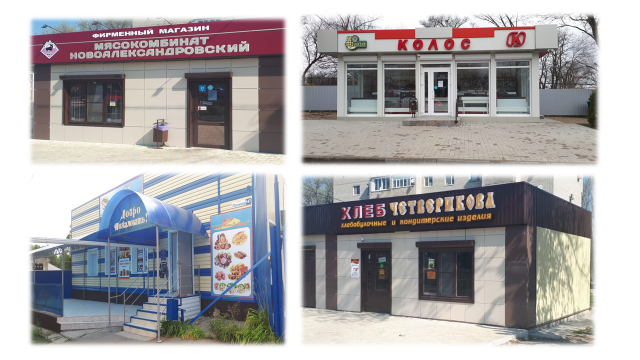 ФИРМЕННЫЙ МАГАЗИН
МЯСОКОМБИНАТ
НОВОАЛЕКСАНДРОВСКИЙ
КОЛОС
Добро
Пожаловать!
ХЛЕБ ЧЕТВЕРИКОВА
хлебобулочные и кондитерские изделия